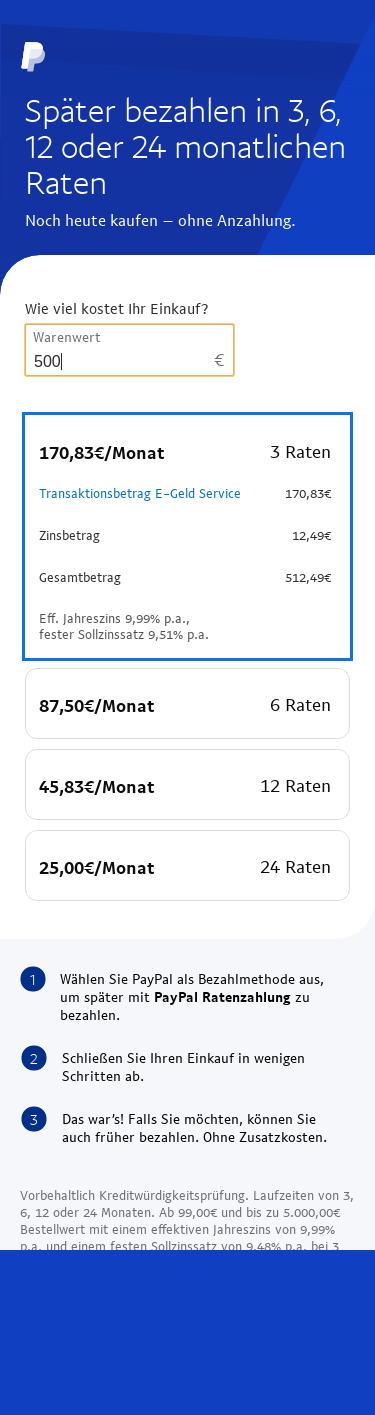 Später bezahlen in 3, 6,
12 oder 24 monatlichen
Raten
Noch heute kaufen – ohne Anzahlung.
Wie viel kostet Ihr Einkauf?
Warenwert
500 €
170,83€/Monat 3 Raten
Transaktionsbetrag E-Geld Service 170,83€
Zinsbetrag 12,49€
Gesamtbetrag 512,49€
Eff. Jahreszins 9,99% p.a.,
fester Sollzinssatz 9,51% p.a.
87,50€/Monat 6 Raten
45,83€/Monat 12 Raten
25,00€/Monat 24 Raten
1 Wählen Sie PayPal als Bezahlmethode aus,
um später mit PayPal Ratenzahlung zu
bezahlen.
2 Schließen Sie Ihren Einkauf in wenigen
Schritten ab.
3 Das war's! Falls Sie möchten, können Sie
auch früher bezahlen. Ohne Zusatzkosten.
Vorbehaltlich Kreditwürdigkeitsprüfung. Laufzeiten von 3,
6, 12 oder 24 Monaten. Ab 99,00€ und bis zu 5.000,00€
Bestellwert mit einem effektiven Jahreszins von 9,99%
p.a. und einem festen Sollzinssatz von 9,48% p.a. bei 3